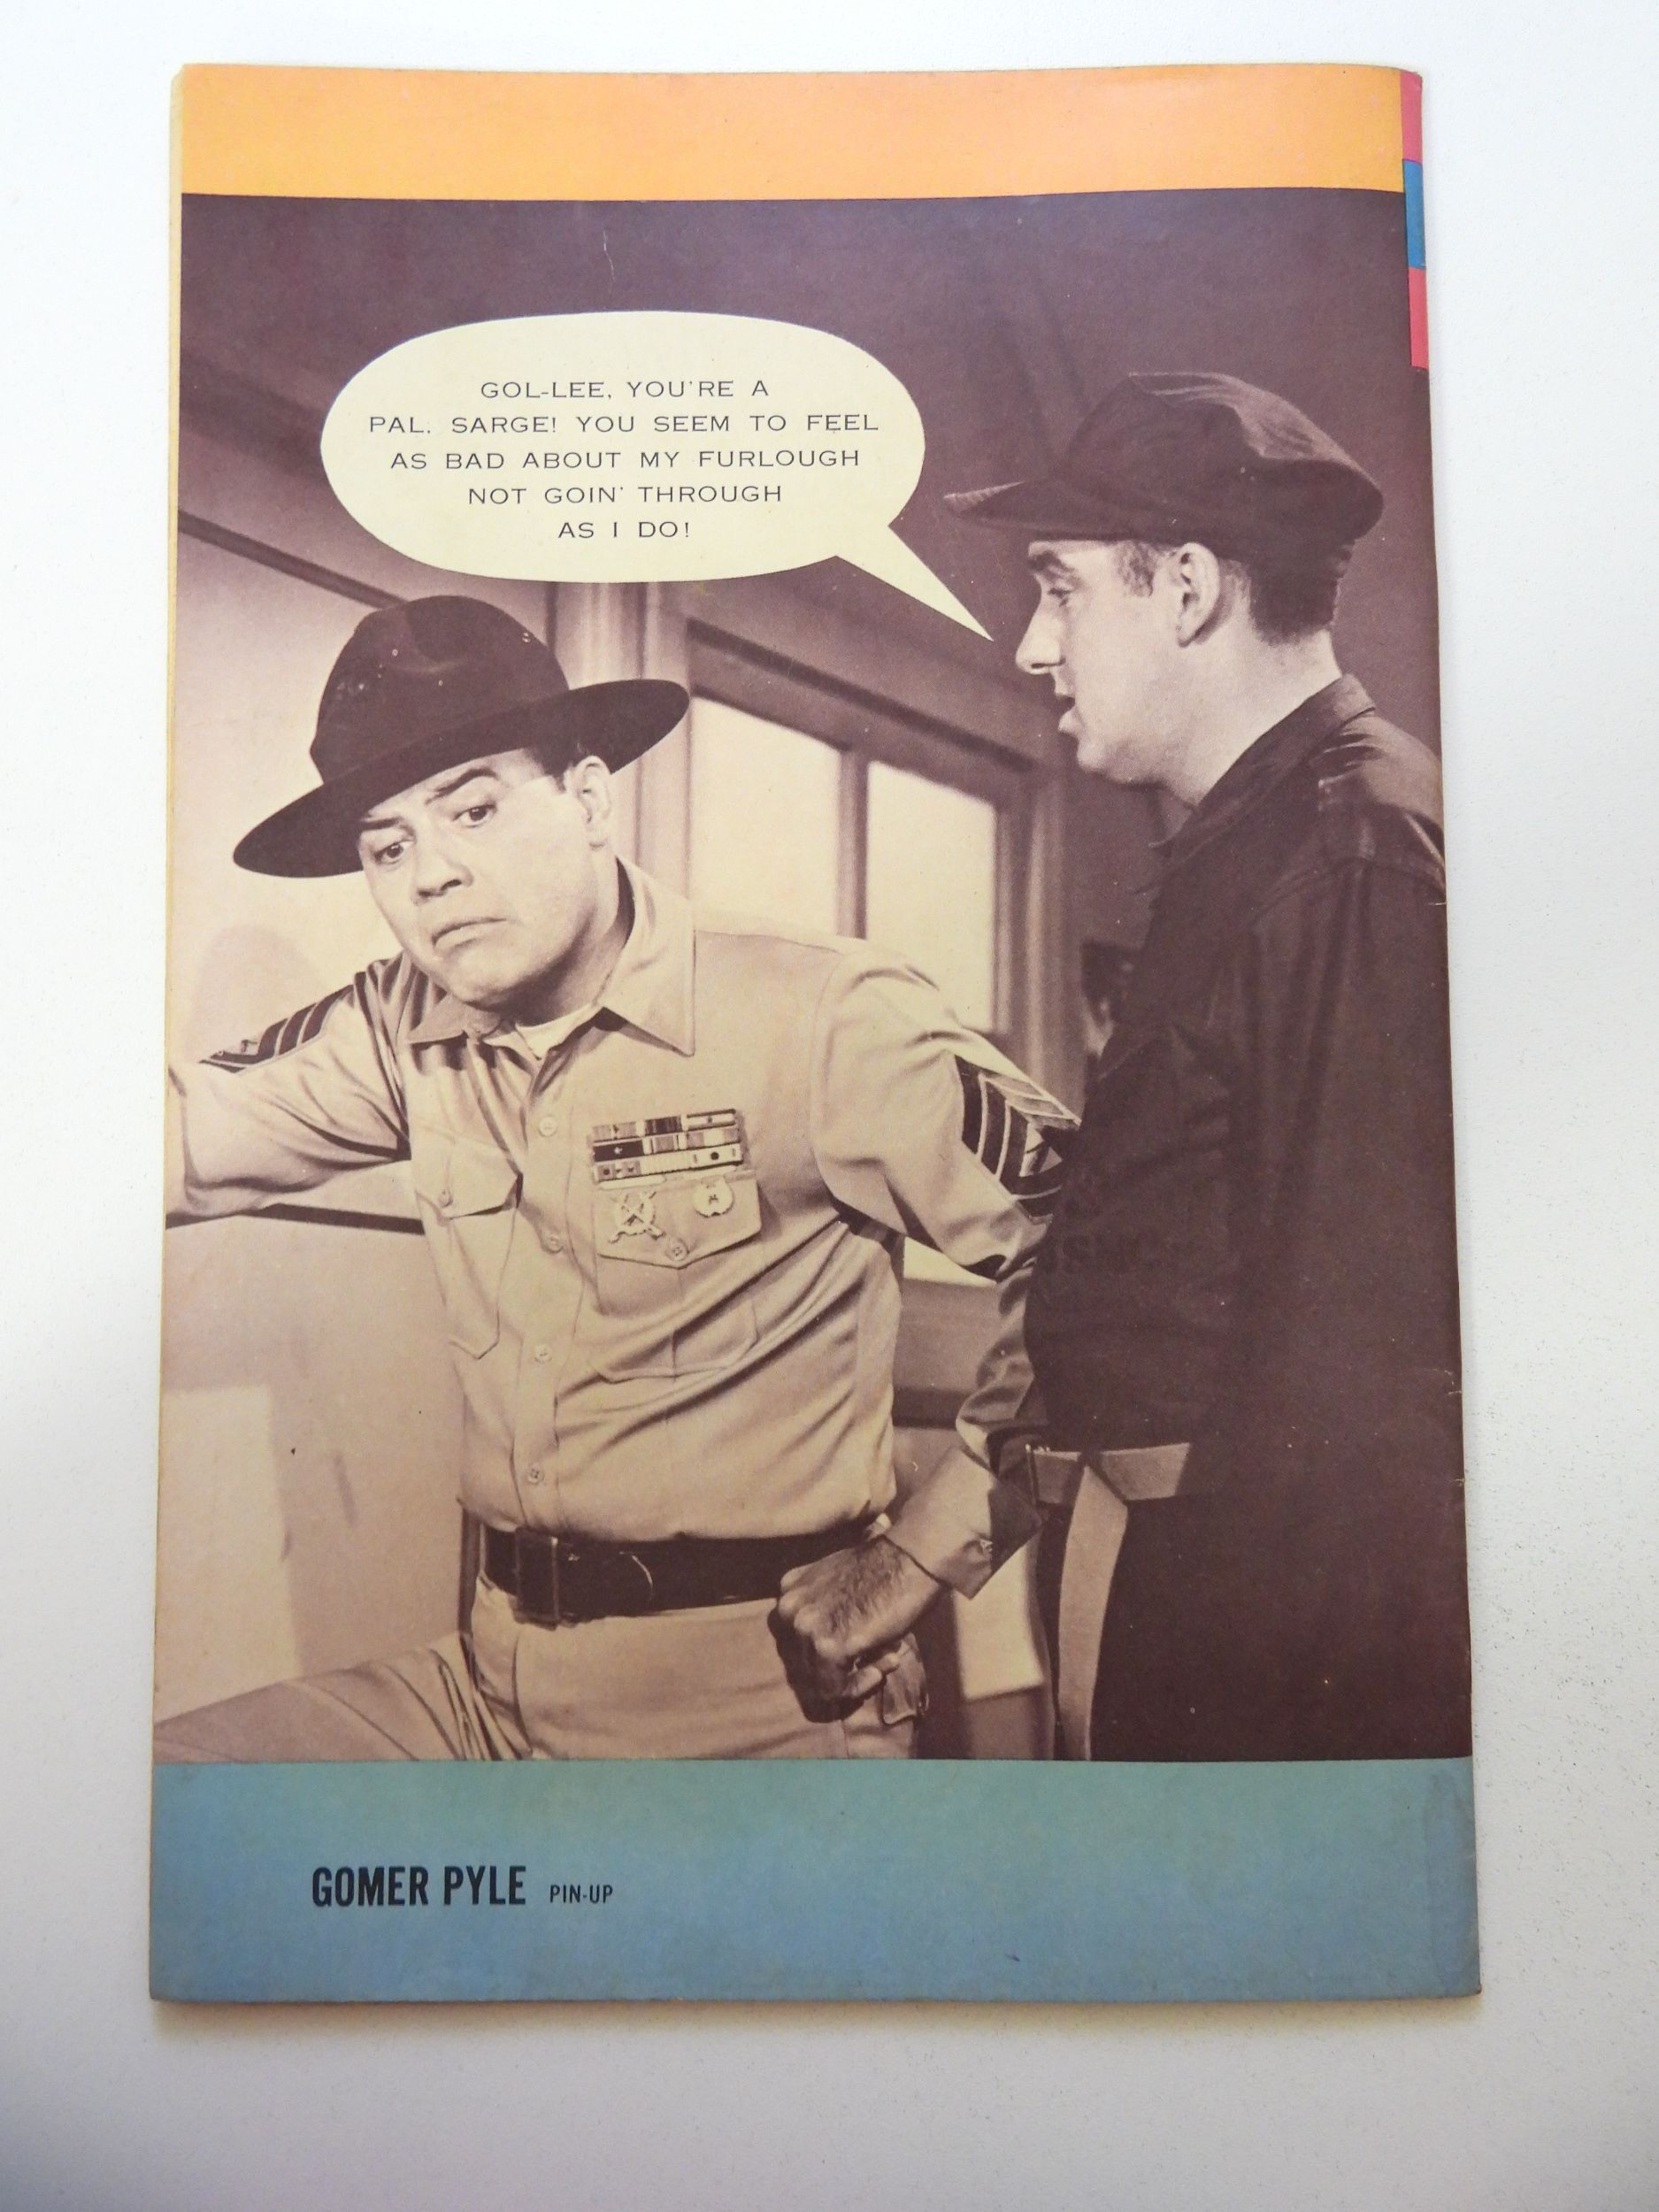 GOL-LEE, YOU'RE A
PAL, SARGE! YOU SEEM TO FEEL
AS BAD ABOUT MY FURLOUGH
NOT GOIN' THROUGH
AS I DO!
GOMER PYLE PIN-UP